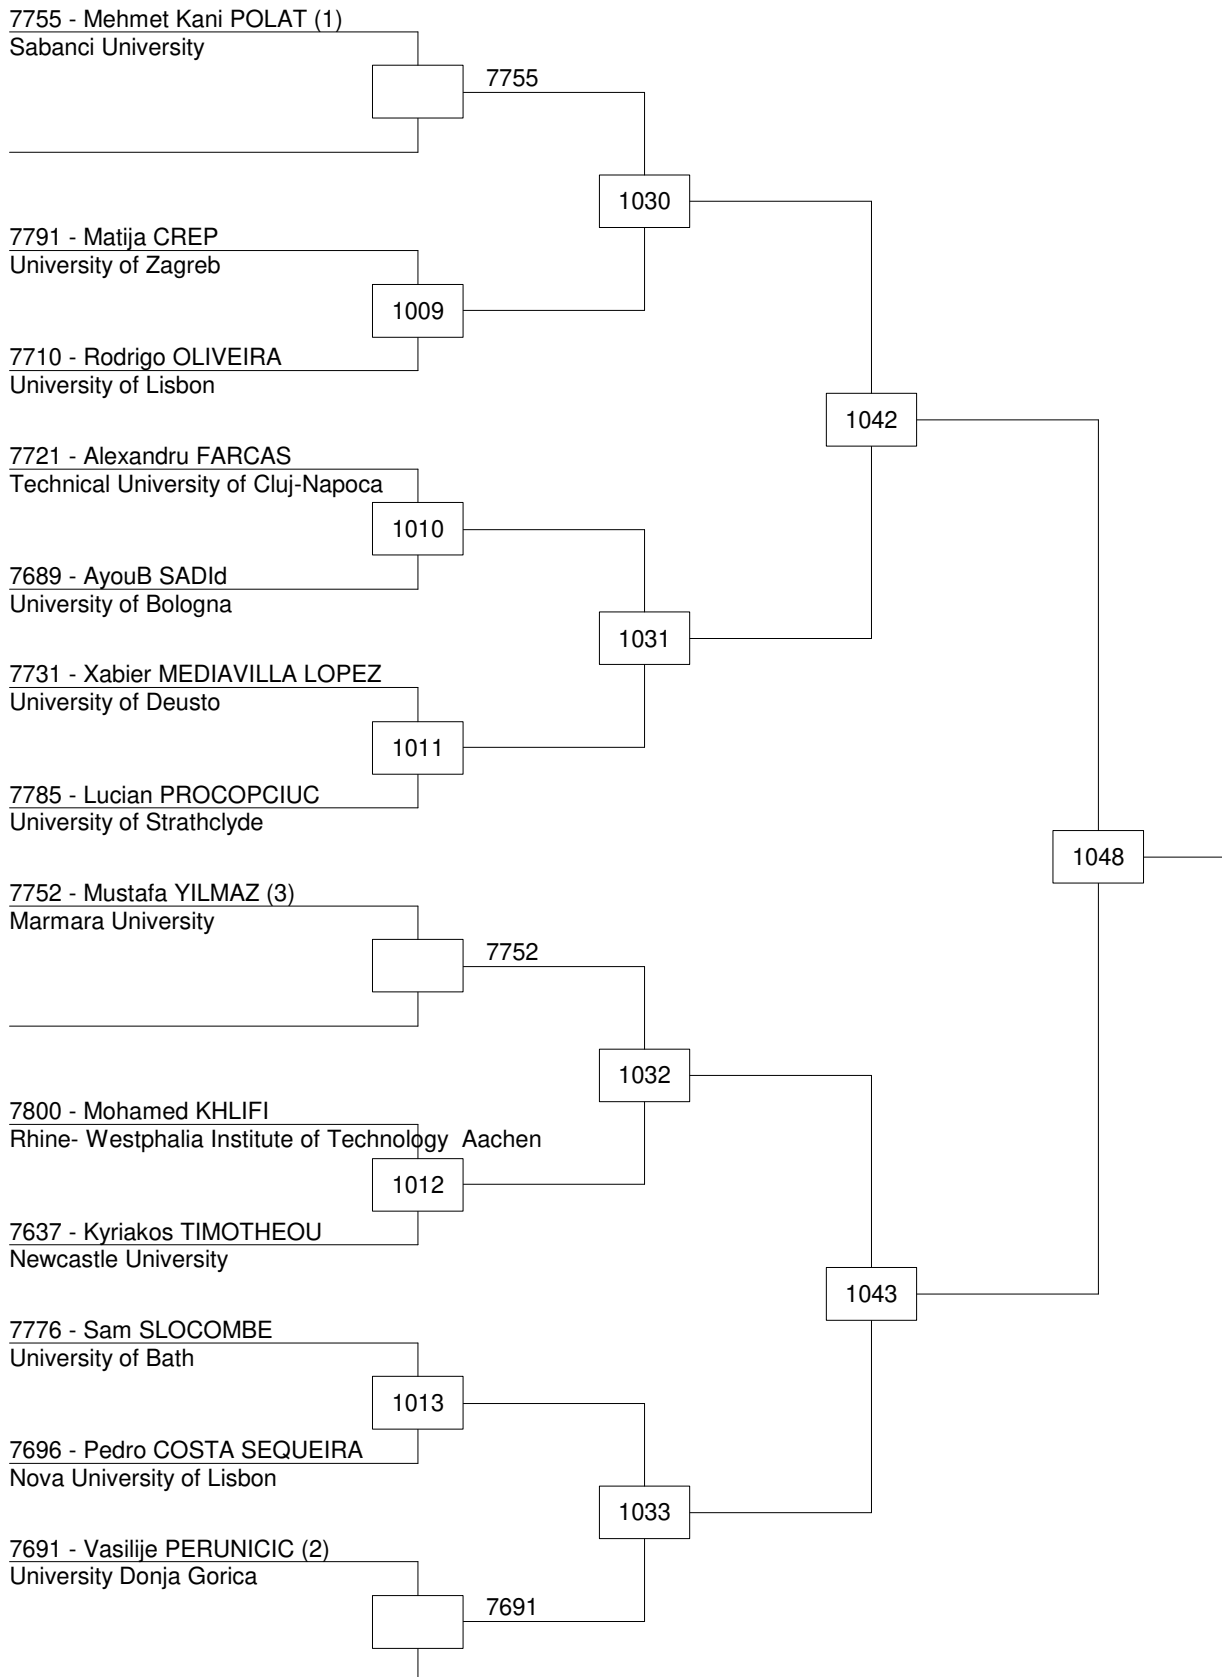 7755 - Mehmet Kani POLAT (1)
Sabanci University
7755
1030
7791 - Matija CREP
University of Zagreb
1009
7710 - Rodrigo OLIVEIRA
University of Lisbon
1042
7721 - Alexandru FARCAS
Technical University of Cluj-Napoca
1010
7689 - AyouB SADId
University of Bologna
1031
7731 - Xabier MEDIAVILLA LOPEZ
University of Deusto
1011
7785 - Lucian PROCOPCIUC
University of Strathclyde
1048
7752 - Mustafa YILMAZ (3)
Marmara University
7752
1032
7800 - Mohamed KHLIFI
Rhine- Westphalia Institute of Technology  Aachen
1012
7637 - Kyriakos TIMOTHEOU
Newcastle University
1043
7776 - Sam SLOCOMBE
University of Bath
1013
7696 - Pedro COSTA SEQUEIRA
Nova University of Lisbon
1033
7691 - Vasilije PERUNICIC (2)
University Donja Gorica
7691